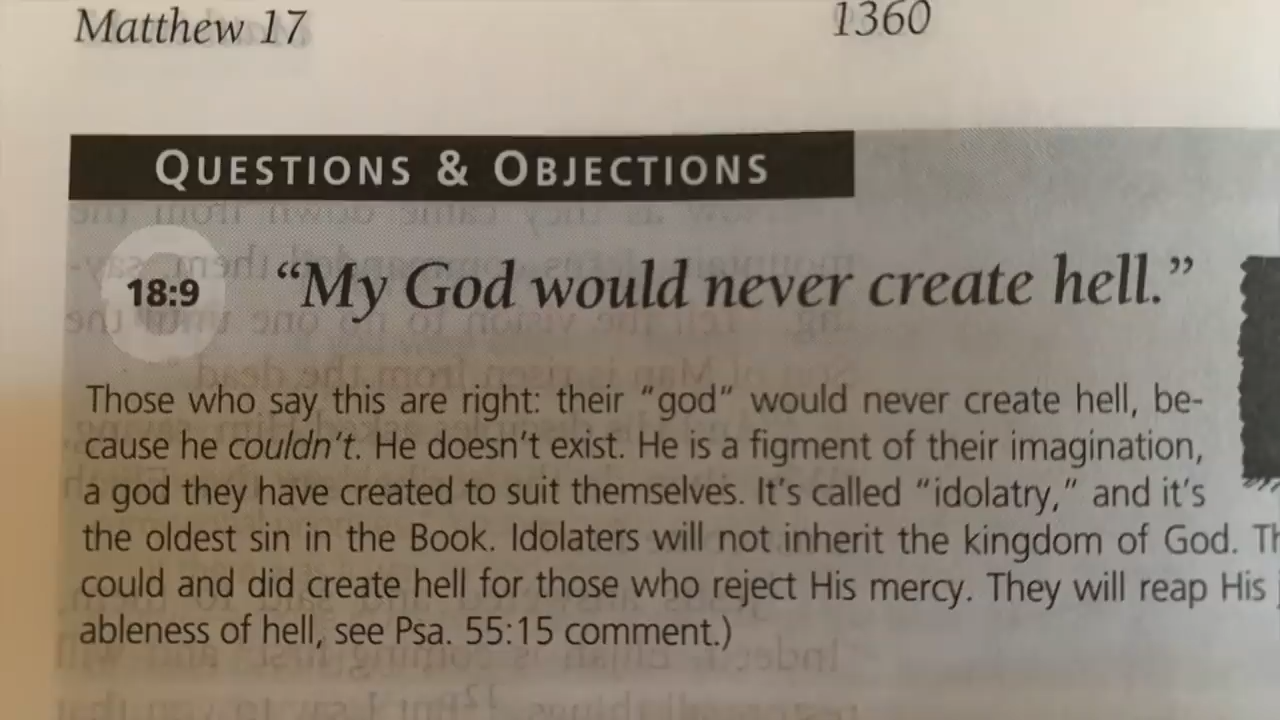 Matthew 17
1360
QUESTIONS & OBJECTIONS
18:9
“My God would never create hell.”
Those who say this are right: their “god” would never create hell, be-
cause he couldn’t. He doesn’t exist. He is a figment of their imagination,
a god they have created to suit themselves. It’s called “idolatry,” and it’s
the oldest sin in the Book. Idolaters will not inherit the kingdom of God.
could and did create hell for those who reject His mercy. They will reap His
ableness of hell, see Psa. 55:15 comment.)